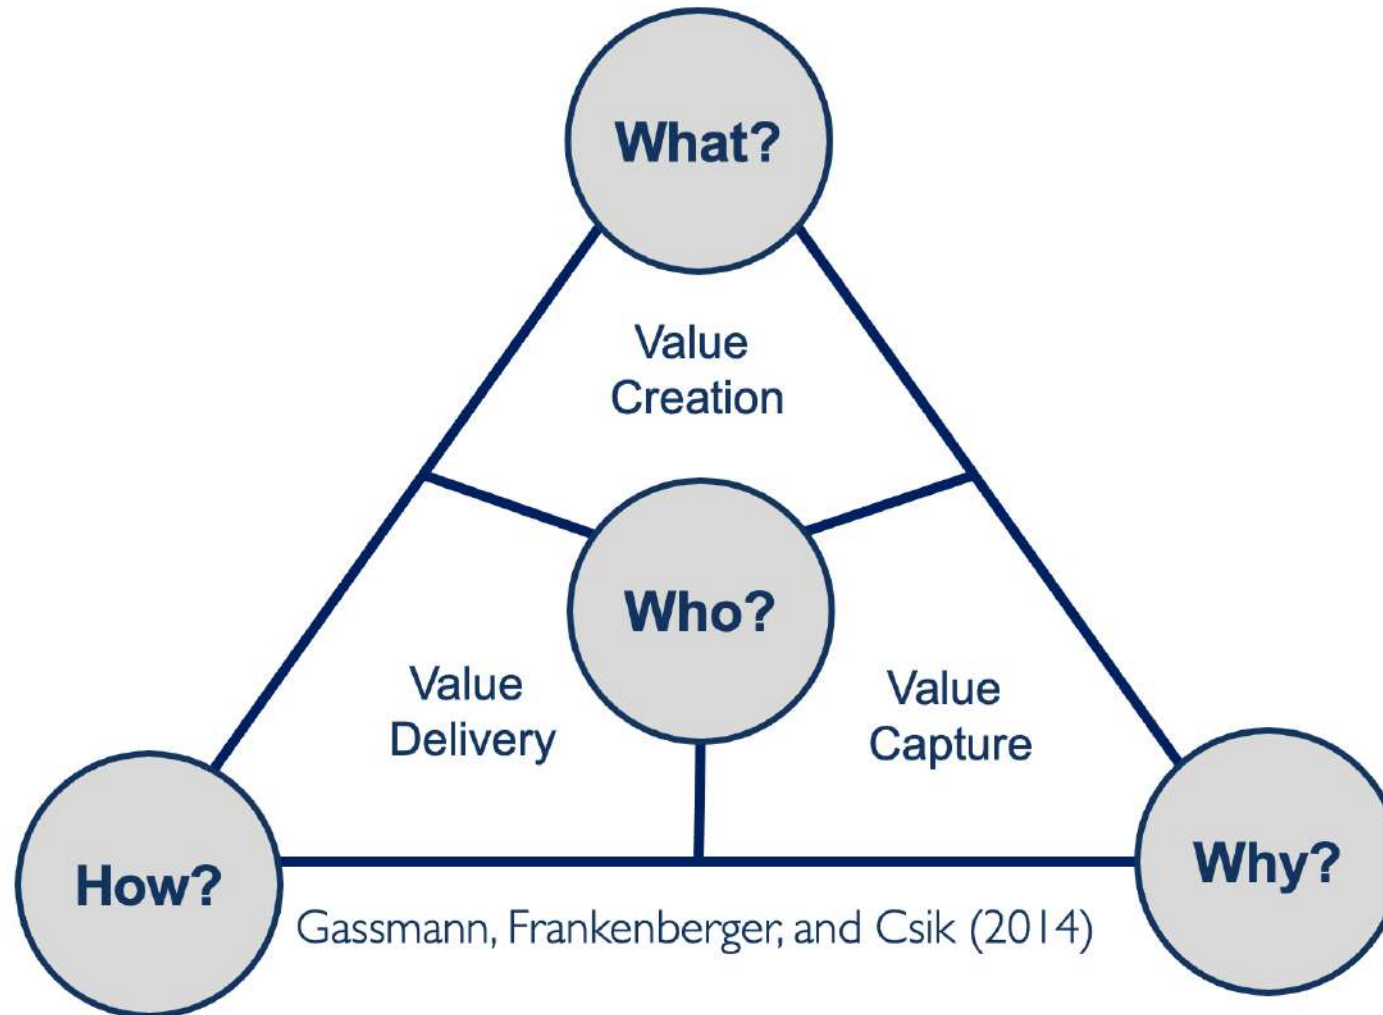 What?
Value
Creation
Who?
Value
Delivery
Value
Capture
How?
Why?
Gassmann, Frankenberger, and Csik (2014)